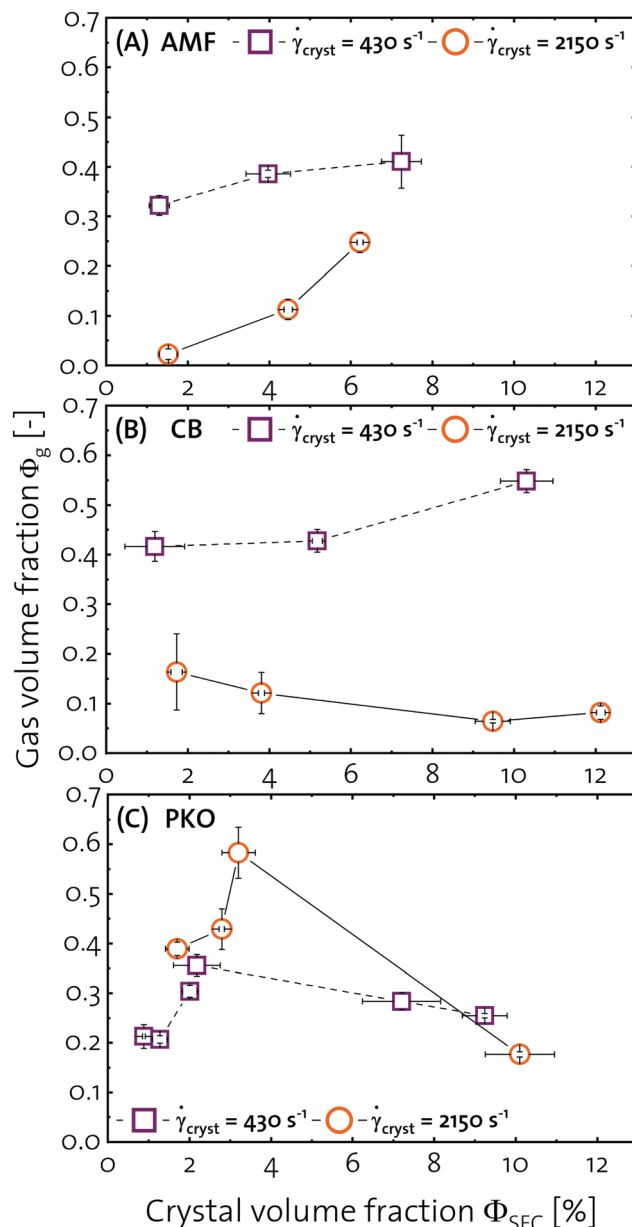 (A) AMF γ̇cryst = 430 s⁻¹ γ̇cryst = 2150 s⁻¹
0.7
0.6
0.5
0.4
0.3
0.2
0.1
0.0
0 2 4 6 8 10 12
(B) CB γ̇cryst = 430 s⁻¹ γ̇cryst = 2150 s⁻¹
0.7
0.6
0.5
0.4
0.3
0.2
0.1
0.0
0 2 4 6 8 10 12
Gas volume fraction Φg [-]
(C) PKO
0.7
0.6
0.5
0.4
0.3
0.2
0.1
0.0
γ̇cryst = 430 s⁻¹ γ̇cryst = 2150 s⁻¹
0 2 4 6 8 10 12
Crystal volume fraction ΦSFC [%]